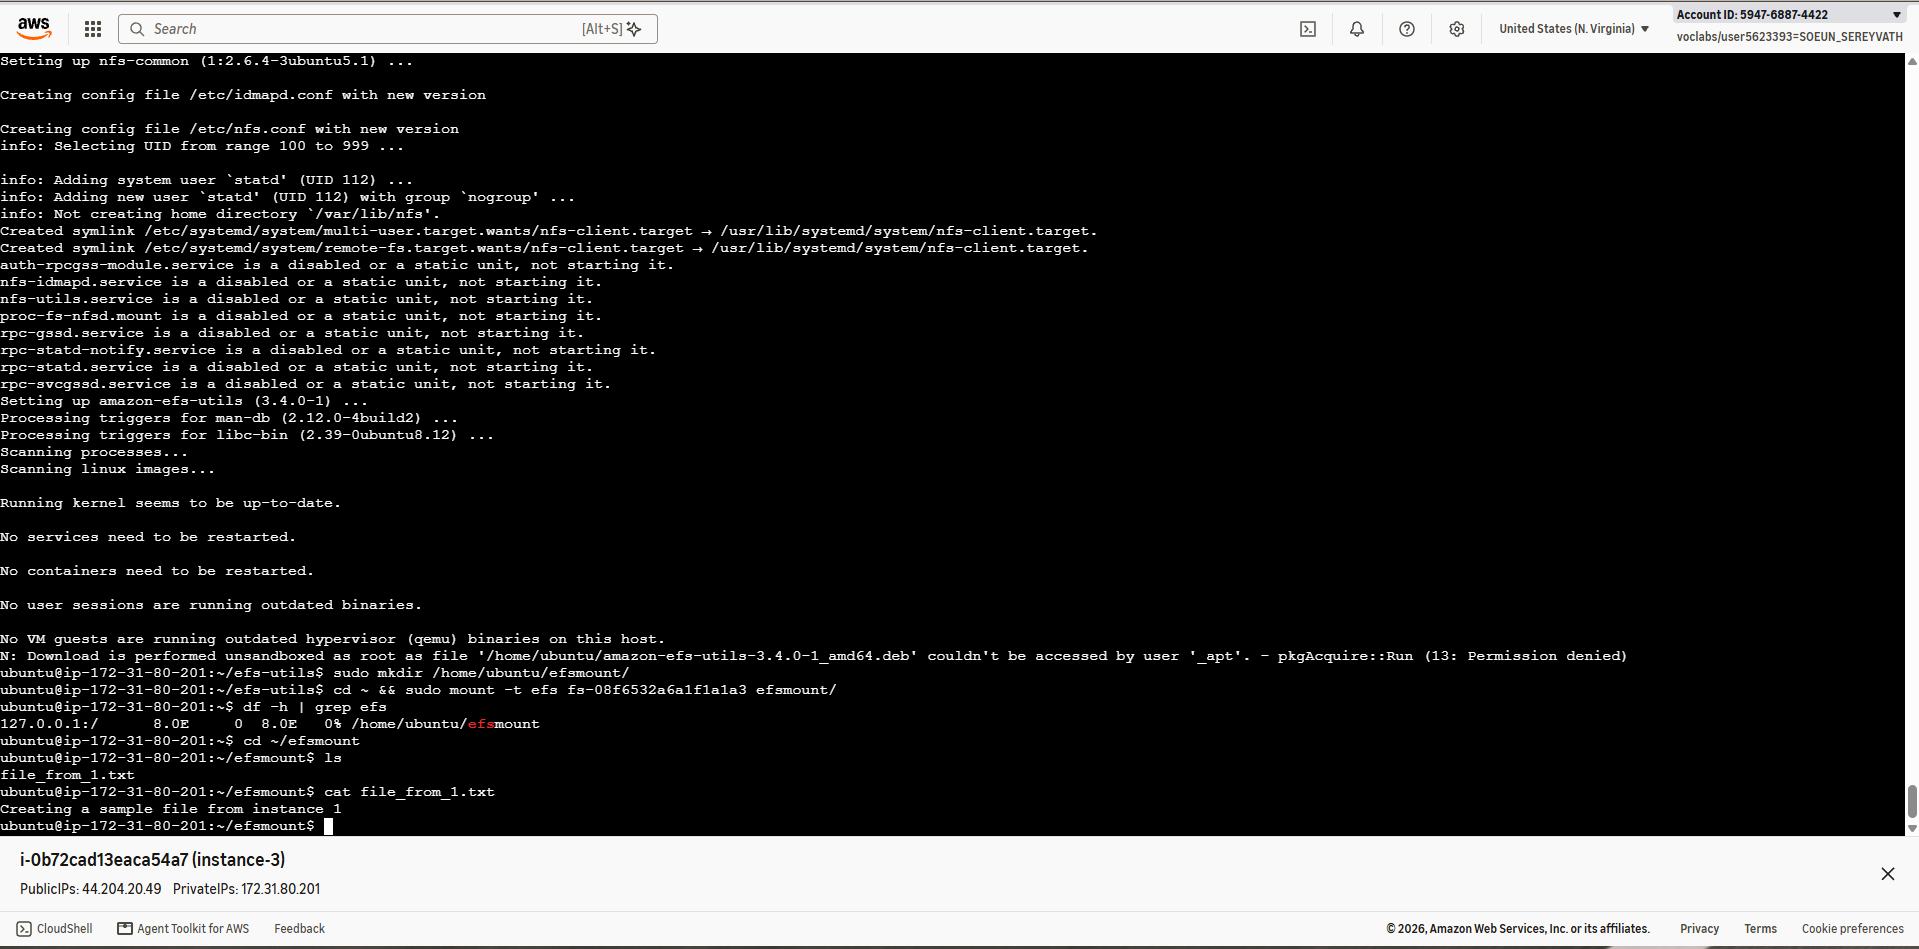 aws
Search [Alt+S]
United States (N. Virginia)
Account ID: 5947-6887-4422
voclabs/user5623393=SOEUN_SEREYVATH
Setting up nfs-common (1:2.6.4-3ubuntu5.1) ...
Creating config file /etc/idmapd.conf with new version
Creating config file /etc/nfs.conf with new version
info: Selecting UID from range 100 to 999 ...
info: Adding system user `statd' (UID 112) ...
info: Adding new user `statd' (UID 112) with group `nogroup' ...
info: Not creating home directory `/var/lib/nfs'.
Created symlink /etc/systemd/system/multi-user.target.wants/nfs-client.target → /usr/lib/systemd/system/nfs-client.target.
Created symlink /etc/systemd/system/remote-fs.target.wants/nfs-client.target → /usr/lib/systemd/system/nfs-client.target.
auth-rpcgss-module.service is a disabled or a static unit, not starting it.
nfs-idmapd.service is a disabled or a static unit, not starting it.
nfs-utils.service is a disabled or a static unit, not starting it.
proc-fs-nfsd.mount is a disabled or a static unit, not starting it.
rpc-gssd.service is a disabled or a static unit, not starting it.
rpc-statd-notify.service is a disabled or a static unit, not starting it.
rpc-statd.service is a disabled or a static unit, not starting it.
rpc-svcgssd.service is a disabled or a static unit, not starting it.
Setting up amazon-efs-utils (3.4.0-1) ...
Processing triggers for man-db (2.12.0-4build2) ...
Processing triggers for libc-bin (2.39-0ubuntu8.12) ...
Scanning processes...
Scanning linux images...
Running kernel seems to be up-to-date.
No services need to be restarted.
No containers need to be restarted.
No user sessions are running outdated binaries.
No VM guests are running outdated hypervisor (qemu) binaries on this host.
N: Download is performed unsandboxed as root as file '/home/ubuntu/amazon-efs-utils-3.4.0-1_amd64.deb' couldn't be accessed by user '_apt'. - pkgAcquire::Run (13: Permission denied)
ubuntu@ip-172-31-80-201:~/efs-utils$ sudo mkdir /home/ubuntu/efsmount/
ubuntu@ip-172-31-80-201:~/efs-utils$ cd ~ && sudo mount -t efs fs-08f6532a6a1f1a1a3 efsmount/
ubuntu@ip-172-31-80-201:~$ df -h | grep efs
127.0.0.1:/      8.0E     0  8.0E   0% /home/ubuntu/efsmount
ubuntu@ip-172-31-80-201:~$ cd ~/efsmount
ubuntu@ip-172-31-80-201:~/efsmount$ ls
file_from_1.txt
ubuntu@ip-172-31-80-201:~/efsmount$ cat file_from_1.txt
Creating a sample file from instance 1
ubuntu@ip-172-31-80-201:~/efsmount$
i-0b72cad13eaca54a7 (instance-3)
PublicIPs: 44.204.20.49 PrivateIPs: 172.31.80.201
CloudShell Agent Toolkit for AWS Feedback © 2026, Amazon Web Services, Inc. or its affiliates. Privacy Terms Cookie preferences